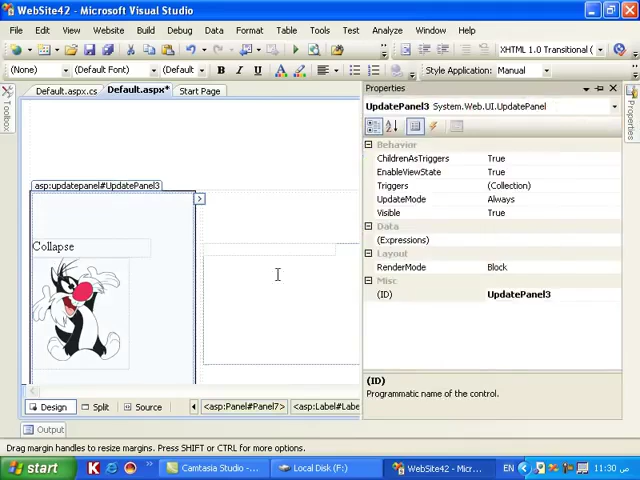 WebSite42 - Microsoft Visual Studio
File Edit View Website Build Debug Data Format Table Tools Test Analyze Window Help
XHTML 1.0 Transitional (
(None) (Default Font) (Default B I U A Style Application: Manual
Default.aspx.cs Default.aspx* Start Page
Toolbox
Properties
Properties
UpdatePanel3 System.Web.UI.UpdatePanel
Behavior
ChildrenAsTriggers True
EnableViewState True
Triggers (Collection)
UpdateMode Always
Visible True
Data
(Expressions)
Layout
RenderMode Block
Misc
(ID) UpdatePanel3
asp:updatepanel#UpdatePanel3
Collapse
(ID)
Programmatic name of the control.
Design Split Source <asp:Panel#Panel7> <asp:Label#Labe
Output
Drag margin handles to resize margins. Press SHIFT or CTRL for more options.
start K Camtasia Studio - ... Local Disk (F:) WebSite42 - Micr... EN 11:30 ص